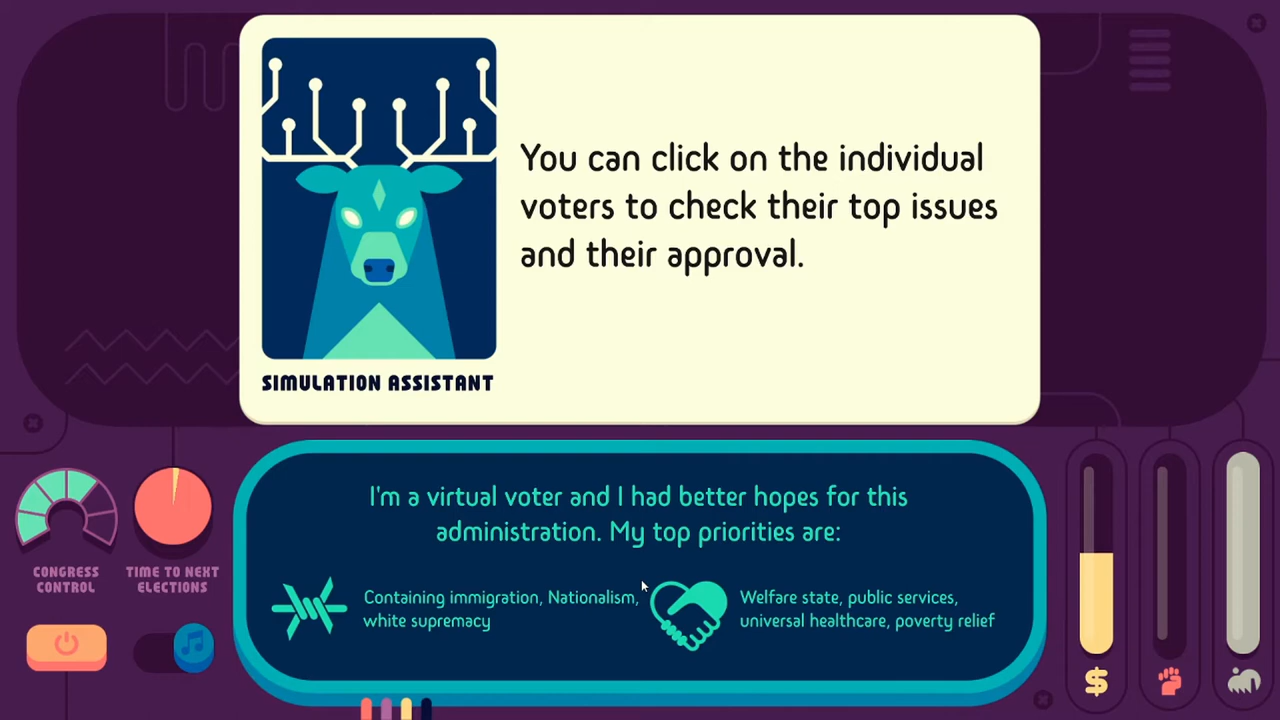 You can click on the individual
voters to check their top issues
and their approval.
SIMULATION ASSISTANT
I'm a virtual voter and I had better hopes for this
administration. My top priorities are:
Containing immigration, Nationalism,
white supremacy
Welfare state, public services,
universal healthcare, poverty relief
CONGRESS
CONTROL
TIME TO NEXT
ELECTIONS
$